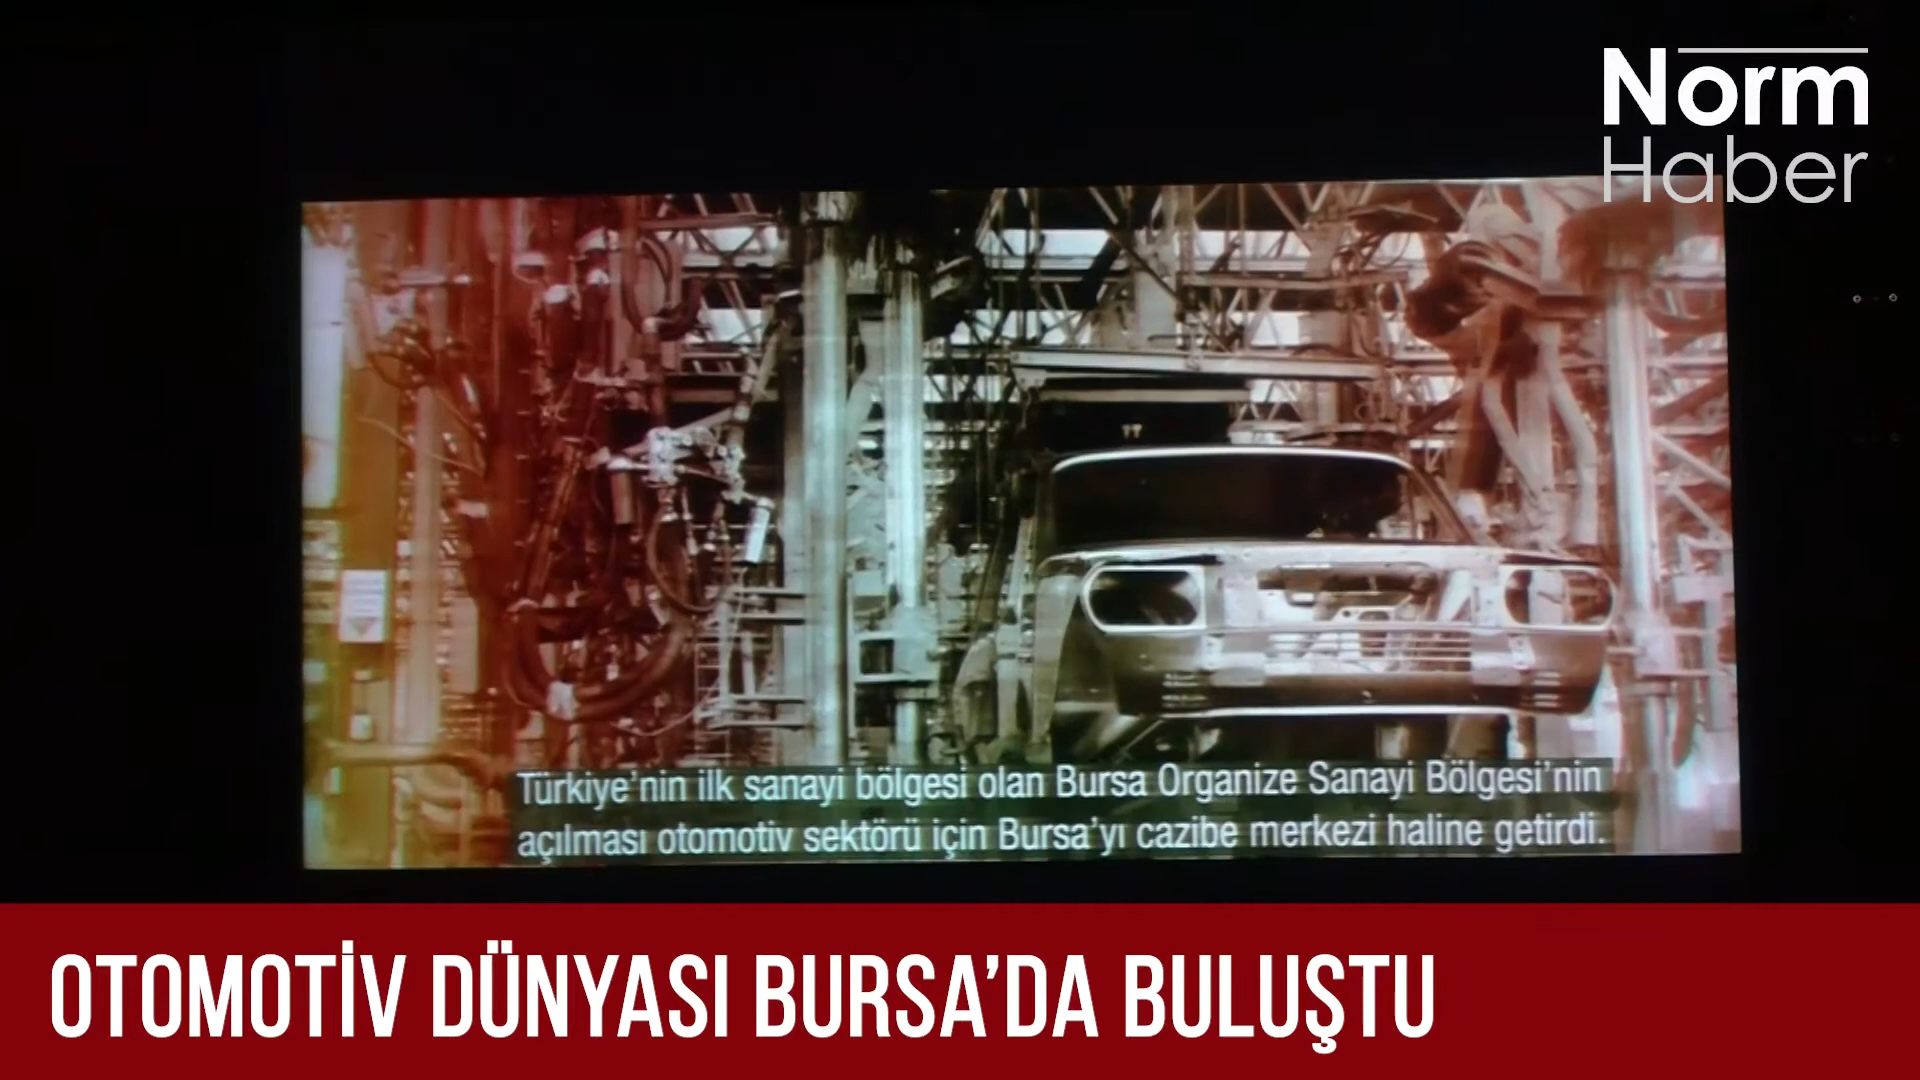 Norm
Haber
Türkiye'nin ilk sanayi bölgesi olan Bursa Organize Sanayi Bölgesi'nin
açılması otomotiv sektörü için Bursa'yı cazibe merkezi haline getirdi.
OTOMOTİV DÜNYASI BURSA'DA BULUŞTU